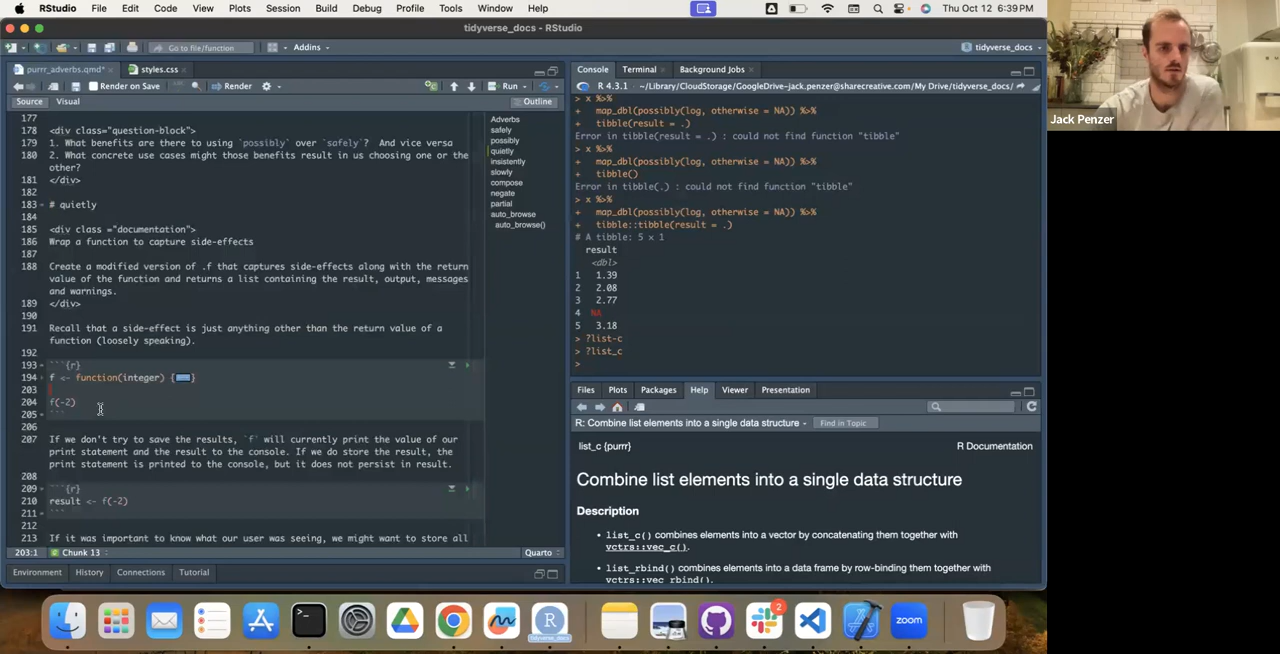 RStudio File Edit Code View Plots Session Build Debug Profile Tools Window Help Thu Oct 12 6:39 PM
tidyverse_docs - RStudio
Go to file/function Addins tidyverse_docs
purrr_adverbs.qmd* styles.css
Render on Save Render Run
Source Visual Outline
177
178 <div class="question-block">
179 1. What benefits are there to using `possibly` over `safely`? And vice versa
180 2. What concrete use cases might those benefits result in us choosing one or the
other?
181 </div>
182
183 # quietly
184
185 <div class ="documentation">
186 Wrap a function to capture side-effects
187
188 Create a modified version of .f that captures side-effects along with the return
value of the function and returns a list containing the result, output, messages
and warnings.
189 </div>
190
191 Recall that a side-effect is just anything other than the return value of a
function (loosely speaking).
192
193 ```{r}
194 f <- function(integer) {
}
203
204 f(-2)
205 ```
206
207 If we don't try to save the results, `f` will currently print the value of our
print statement and the result to the console. If we do store the result, the
print statement is printed to the console, but it does not persist in result.
208
209 ```{r}
210 result <- f(-2)
211 ```
212
213 If it was important to know what our user was seeing, we might want to store all
203:1 Chunk 13 Quarto
Adverbs
safely
possibly
quietly
insistently
slowly
compose
negate
partial
auto_browse
auto_browse()
Environment History Connections Tutorial
Console Terminal Background Jobs
R 4.3.1 · ~/Library/CloudStorage/GoogleDrive-jack.penzer@sharecreative.com/My Drive/tidyverse_docs/
> x %>%
+ map_dbl(possibly(log, otherwise = NA)) %>%
+ tibble(result = .)
Error in tibble(result = .) : could not find function "tibble"
> x %>%
+ map_dbl(possibly(log, otherwise = NA)) %>%
+ tibble()
Error in tibble(.) : could not find function "tibble"
> x %>%
+ map_dbl(possibly(log, otherwise = NA)) %>%
+ tibble::tibble(result = .)
# A tibble: 5 × 1
result
<dbl>
1 1.39
2 2.08
3 2.77
4 NA
5 3.18
> ?list-c
> ?list_c
>
Files Plots Packages Help Viewer Presentation
R: Combine list elements into a single data structure Find in Topic
list_c {purrr} R Documentation
Combine list elements into a single data structure
Description
• list_c() combines elements into a vector by concatenating them together with
vctrs::vec_c().
• list_rbind() combines elements into a data frame by row-binding them together with
vctrs::vec_rbind().
Jack Penzer
R
tidyverse_docs
2
zoom